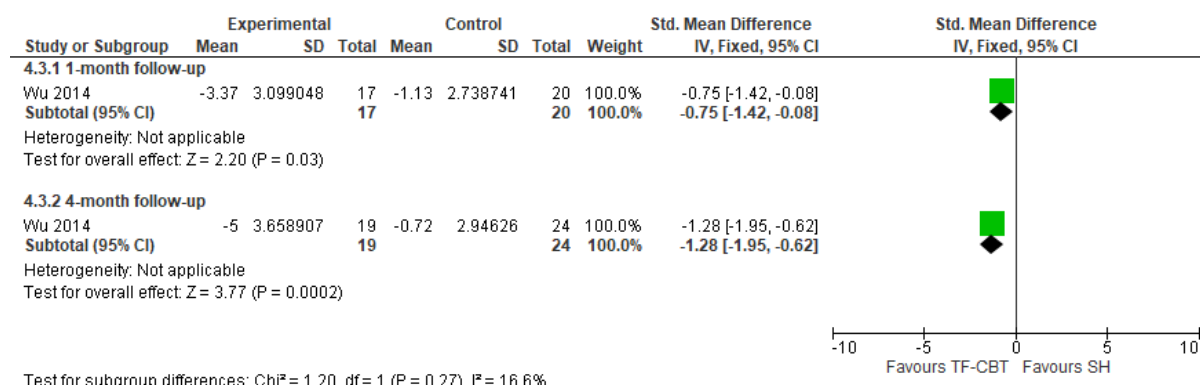 Experimental Control Std. Mean Difference Std. Mean Difference
Study or Subgroup Mean SD Total Mean SD Total Weight IV, Fixed, 95% CI IV, Fixed, 95% CI
4.3.1 1-month follow-up
Wu 2014 -3.37 3.099048 17 -1.13 2.738741 20 100.0% -0.75 [-1.42, -0.08]
Subtotal (95% CI) 17 20 100.0% -0.75 [-1.42, -0.08]
Heterogeneity: Not applicable
Test for overall effect: Z = 2.20 (P = 0.03)
4.3.2 4-month follow-up
Wu 2014 -5 3.658907 19 -0.72 2.94626 24 100.0% -1.28 [-1.95, -0.62]
Subtotal (95% CI) 19 24 100.0% -1.28 [-1.95, -0.62]
Heterogeneity: Not applicable
Test for overall effect: Z = 3.77 (P = 0.0002)
-10 -5 0 5 10
Favours TF-CBT Favours SH
Test for subgroup differences: Chi² = 1.20, df = 1 (P = 0.27), I² = 16.6%